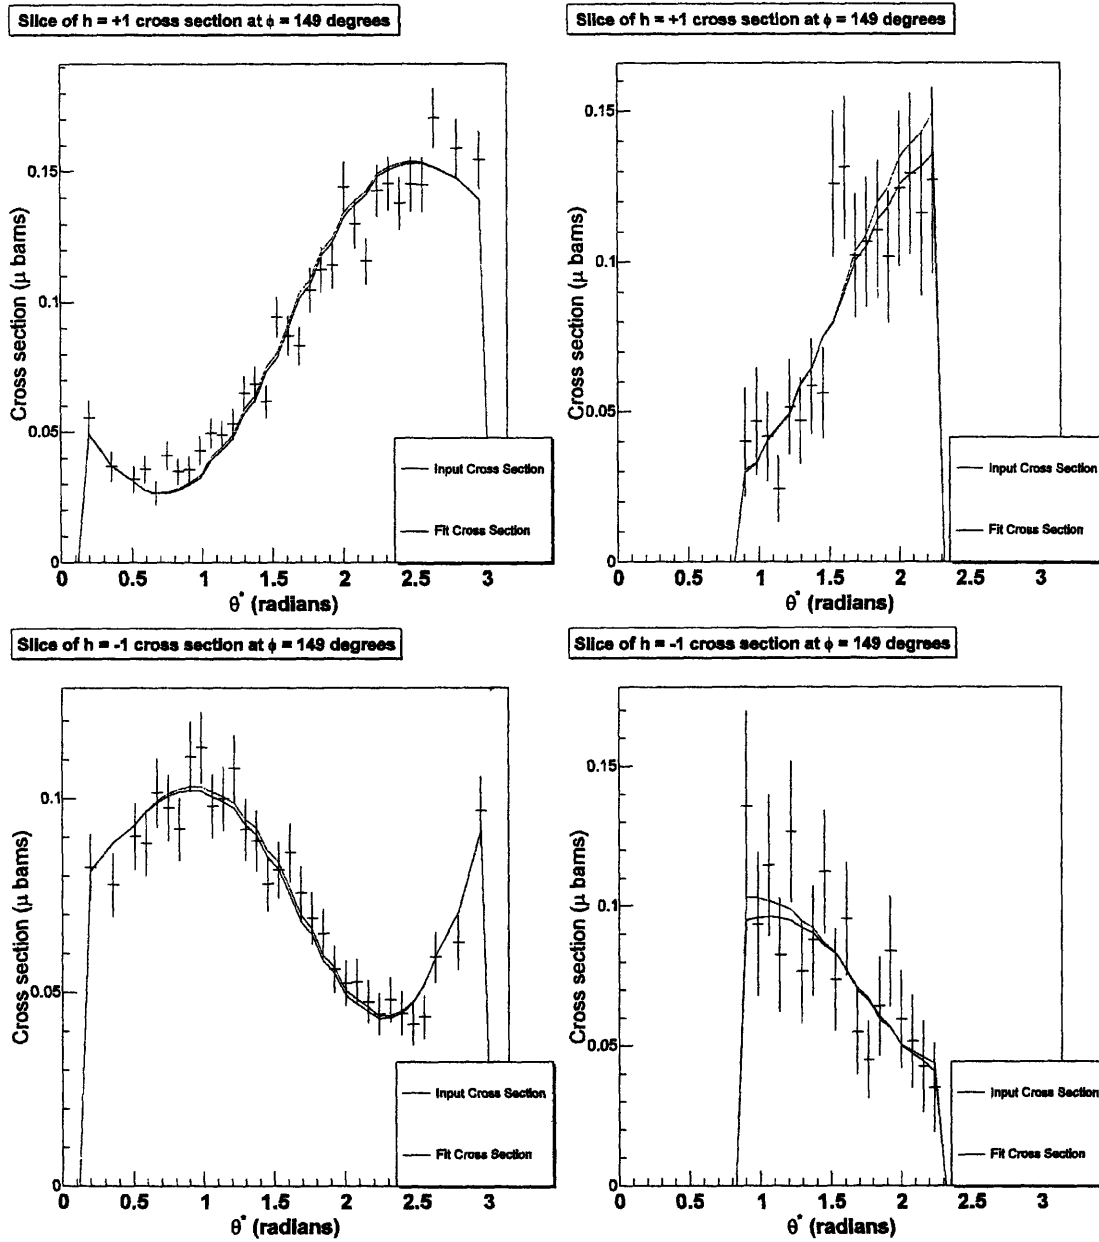 Slice of h = +1 cross section at ϕ = 149 degrees
Cross section (μ barns)
0.15
0.1
0.05
0
0 0.5 1 1.5 2 2.5 3
θ* (radians)
Input Cross Section
Fit Cross Section
Slice of h = +1 cross section at ϕ = 149 degrees
Cross section (μ barns)
0.15
0.1
0.05
0
0 0.5 1 1.5 2 2.5 3
θ* (radians)
Input Cross Section
Fit Cross Section
Slice of h = -1 cross section at ϕ = 149 degrees
Cross section (μ barns)
0.1
0.05
0
0 0.5 1 1.5 2 2.5 3
θ* (radians)
Input Cross Section
Fit Cross Section
Slice of h = -1 cross section at ϕ = 149 degrees
Cross section (μ barns)
0.15
0.1
0.05
0
0 0.5 1 1.5 2 2.5 3
θ* (radians)
Input Cross Section
Fit Cross Section